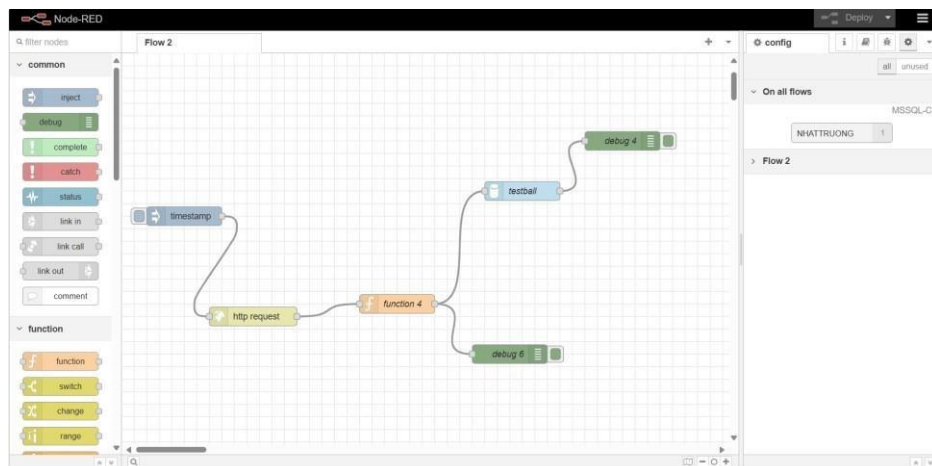 Node-RED
Deploy
filter nodes
Flow 2
config
all
unused
common
inject
debug
complete
catch
status
link in
link call
link out
comment
function
function
switch
change
range
timestamp
http request
function 4
testball
debug 4
debug 6
On all flows
MSSQL-C
NHATTRUONG
1
Flow 2